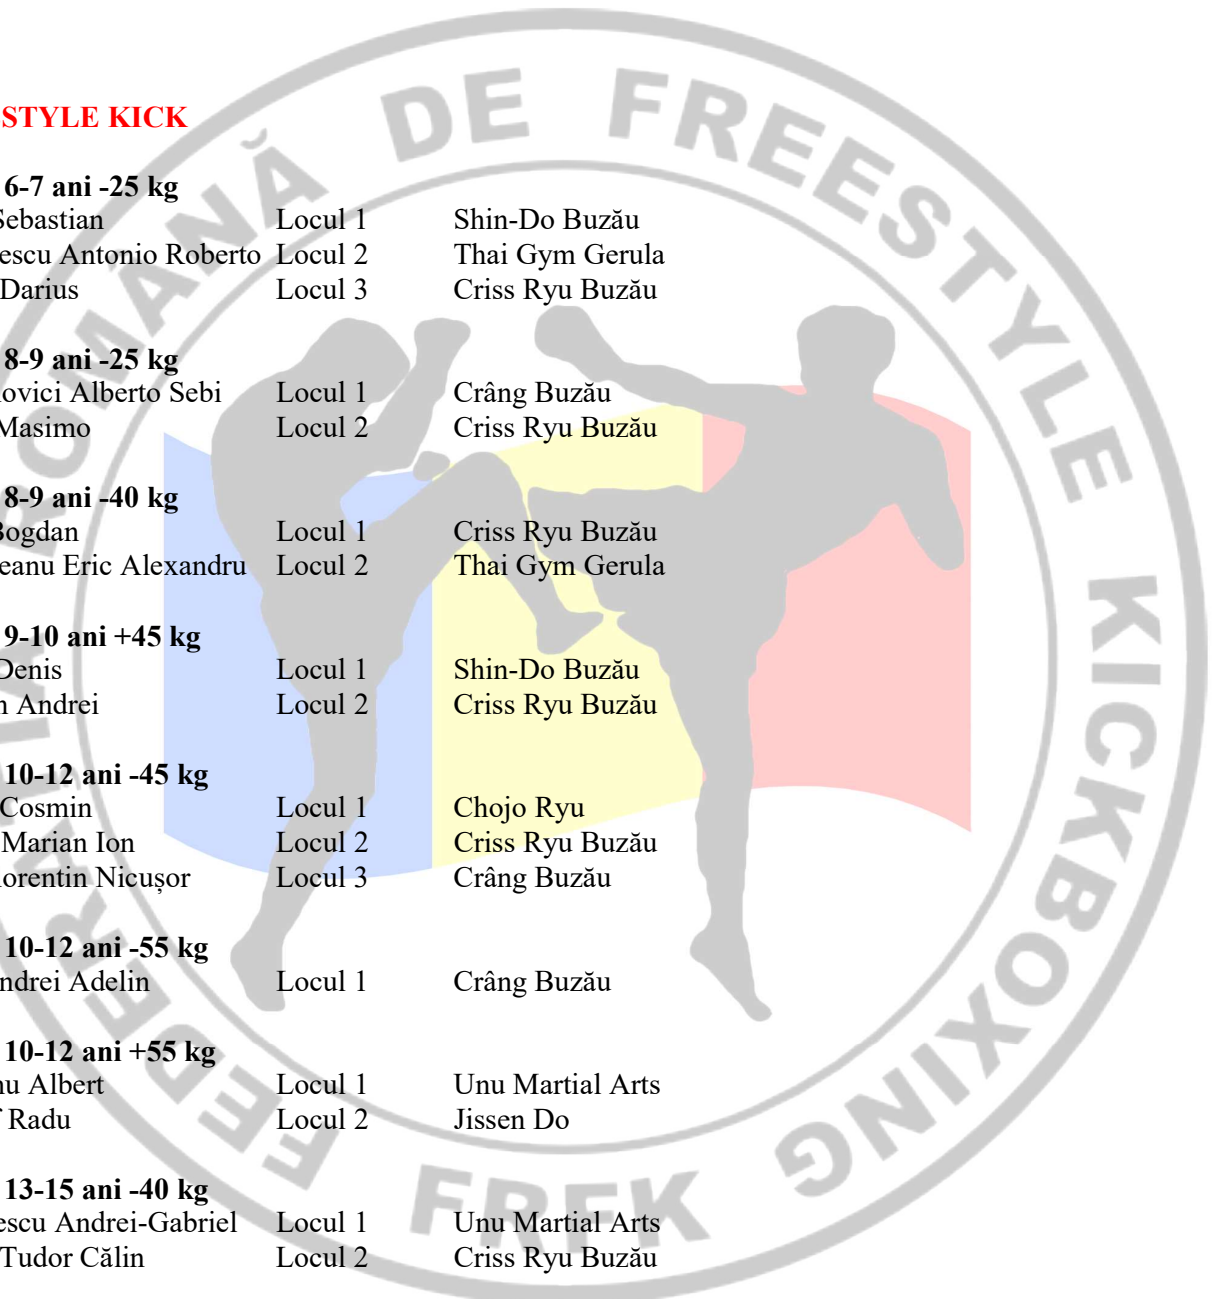 STYLE KICK
6-7 ani -25 kg
Sebastian Locul 1 Shin-Do Buzău
escu Antonio Roberto Locul 2 Thai Gym Gerula
Darius Locul 3 Criss Ryu Buzău
8-9 ani -25 kg
ovici Alberto Sebi Locul 1 Crâng Buzău
Masimo Locul 2 Criss Ryu Buzău
8-9 ani -40 kg
Bogdan Locul 1 Criss Ryu Buzău
eanu Eric Alexandru Locul 2 Thai Gym Gerula
9-10 ani +45 kg
Denis Locul 1 Shin-Do Buzău
n Andrei Locul 2 Criss Ryu Buzău
10-12 ani -45 kg
Cosmin Locul 1 Chojo Ryu
Marian Ion Locul 2 Criss Ryu Buzău
lorentin Nicușor Locul 3 Crâng Buzău
10-12 ani -55 kg
ndrei Adelin Locul 1 Crâng Buzău
10-12 ani +55 kg
nu Albert Locul 1 Unu Martial Arts
f Radu Locul 2 Jissen Do
13-15 ani -40 kg
escu Andrei-Gabriel Locul 1 Unu Martial Arts
Tudor Călin Locul 2 Criss Ryu Buzău
FEDERAȚIA ROMÂNĂ DE FREESTYLE KICKBOXING
FRFK